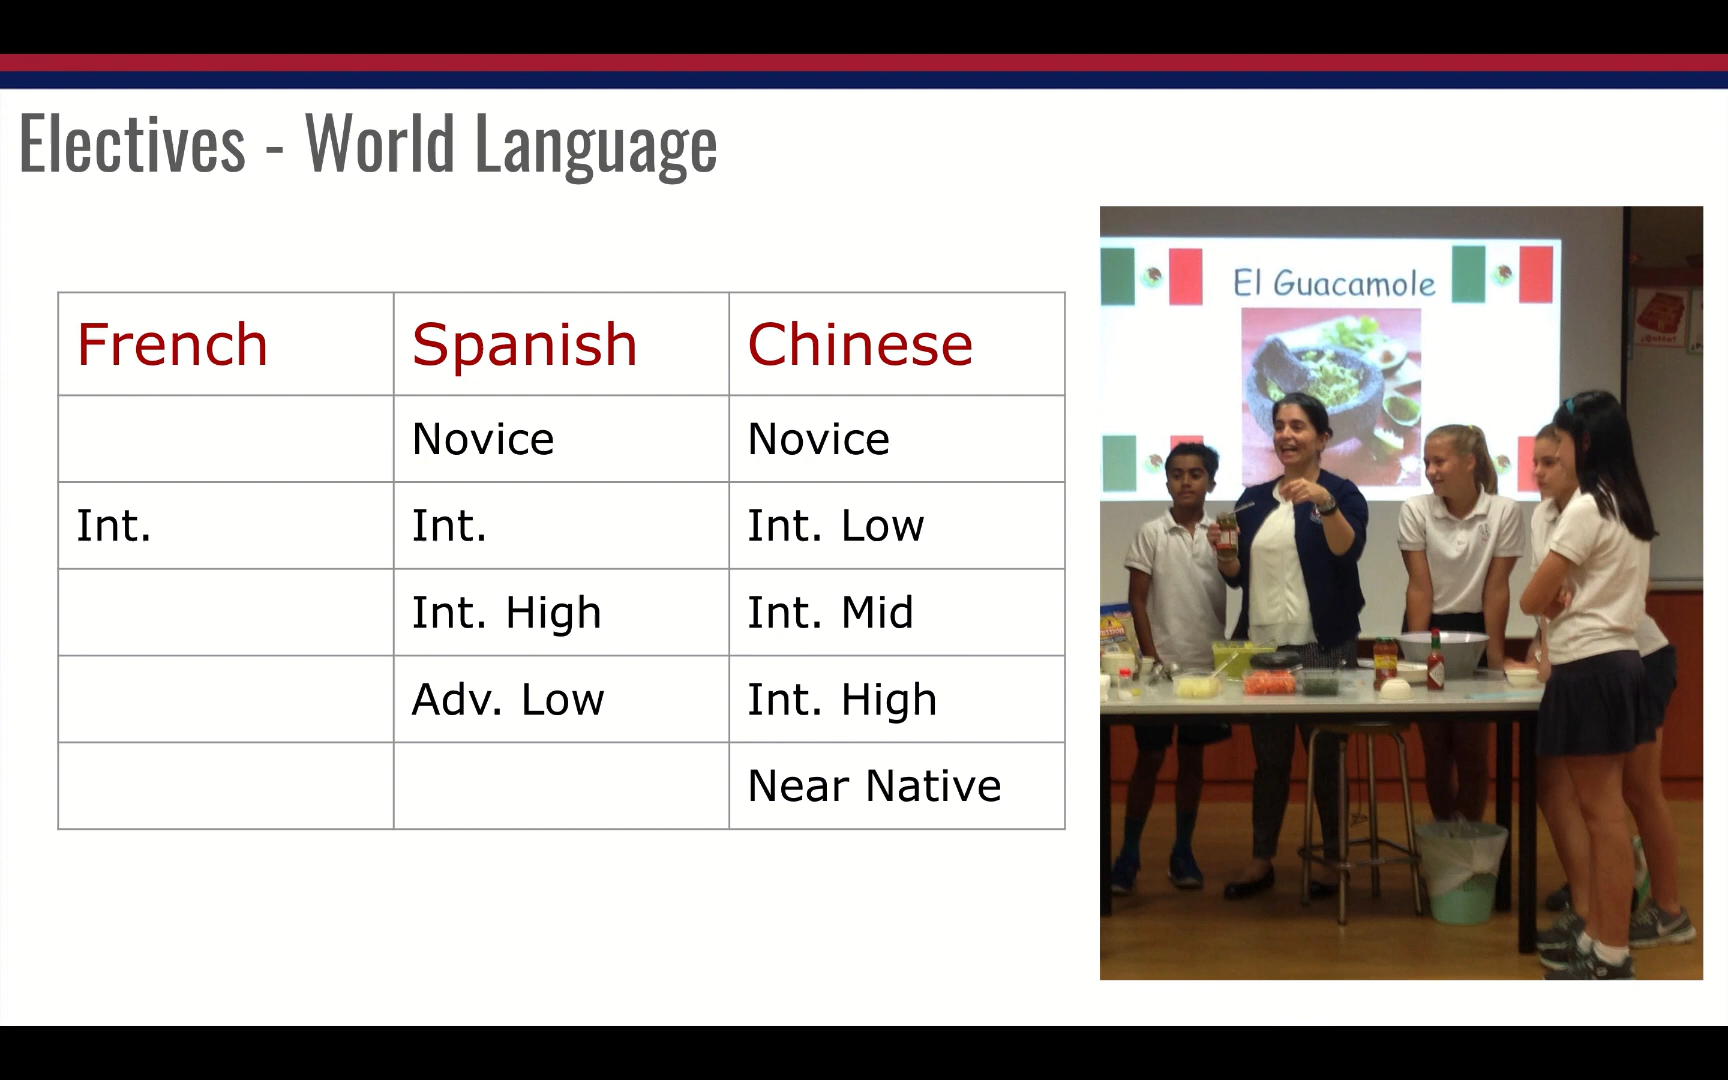 Electives - World Language
French Spanish Chinese
Novice Novice
Int. Int. Int. Low
Int. High Int. Mid
Adv. Low Int. High
Near Native
El Guacamole